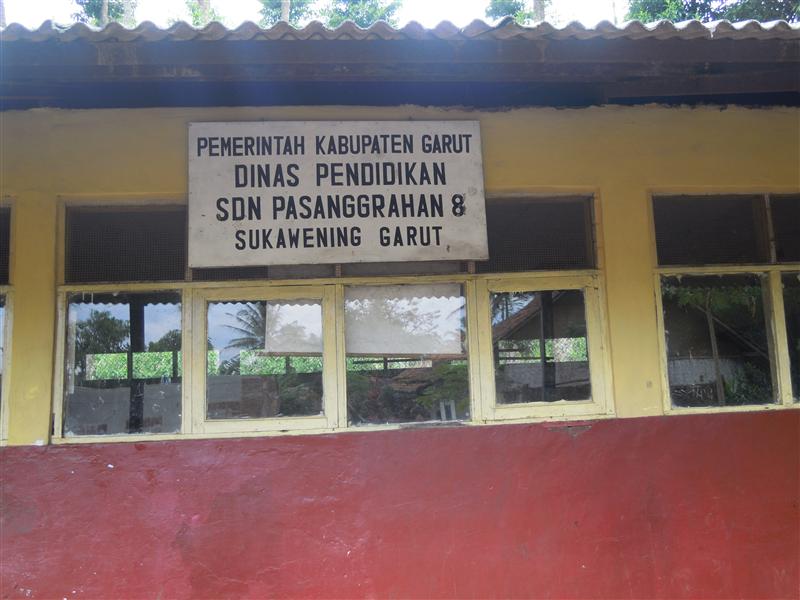 PEMERINTAH KABUPATEN GARUT
DINAS PENDIDIKAN
SDN PASANGGRAHAN 8
SUKAWENING GARUT